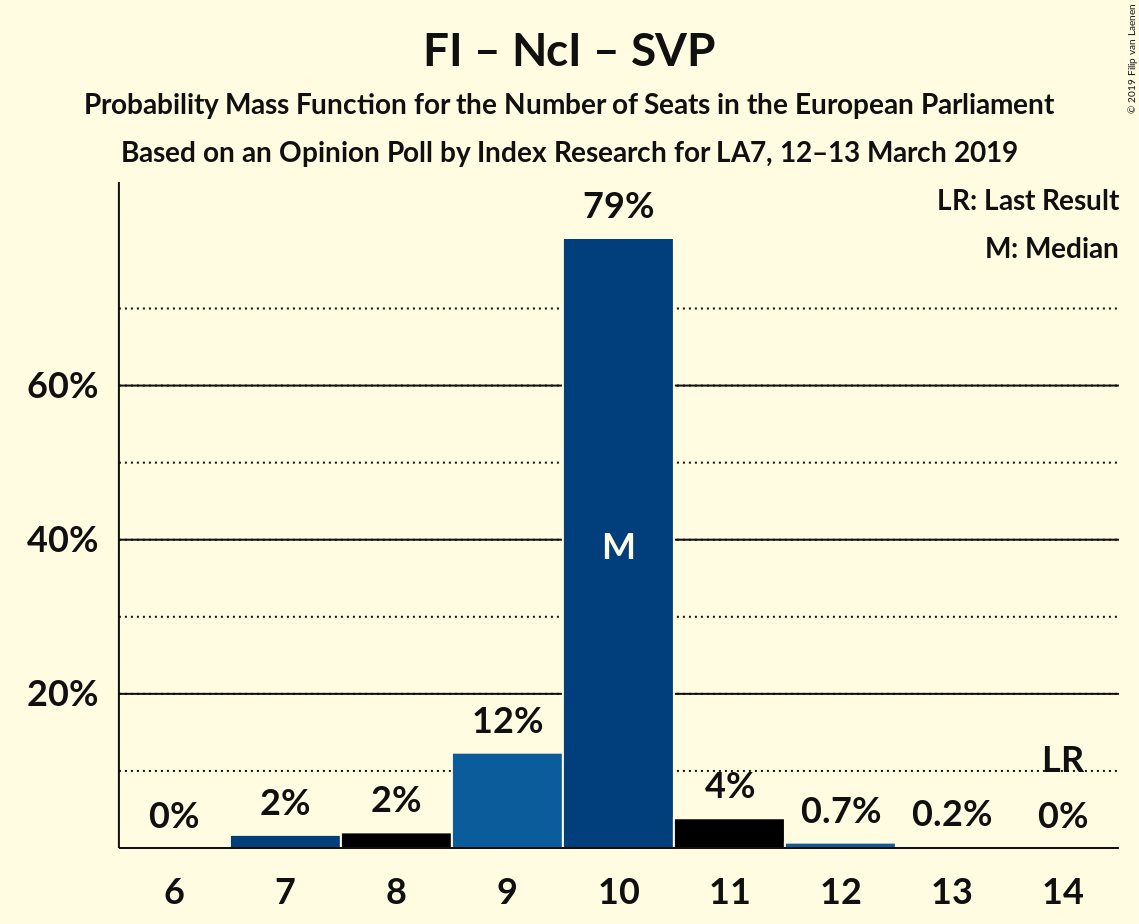 FI – NcI – SVP
Probability Mass Function for the Number of Seats in the European Parliament
Based on an Opinion Poll by Index Research for LA7, 12–13 March 2019
© 2019 Filip van Laenen
LR: Last Result
M: Median
79%
60%
40%
M
20%
12%
LR
0%
2%
2%
4%
0.7%
0.2%
0%
6 7 8 9 10 11 12 13 14